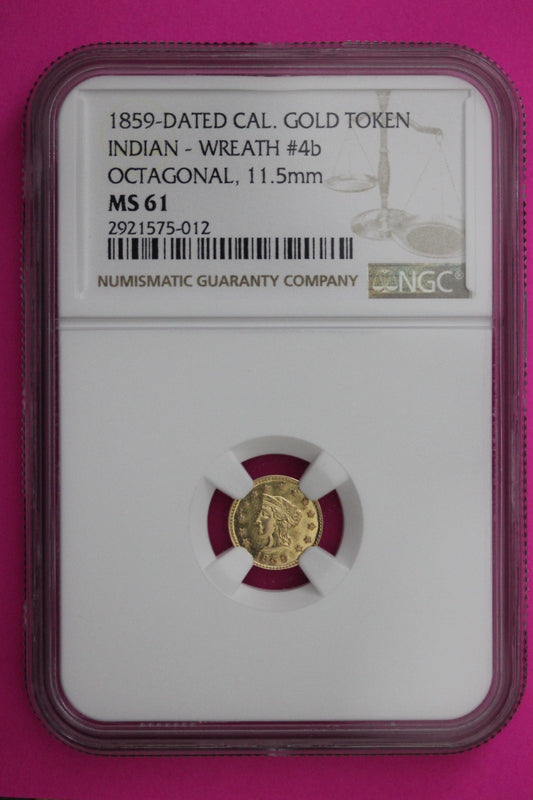 1859-DATED CAL. GOLD TOKEN
INDIAN - WREATH #4b
OCTAGONAL, 11.5mm
MS 61
2921575-012
NUMISMATIC GUARANTY COMPANY
NGC®
1859